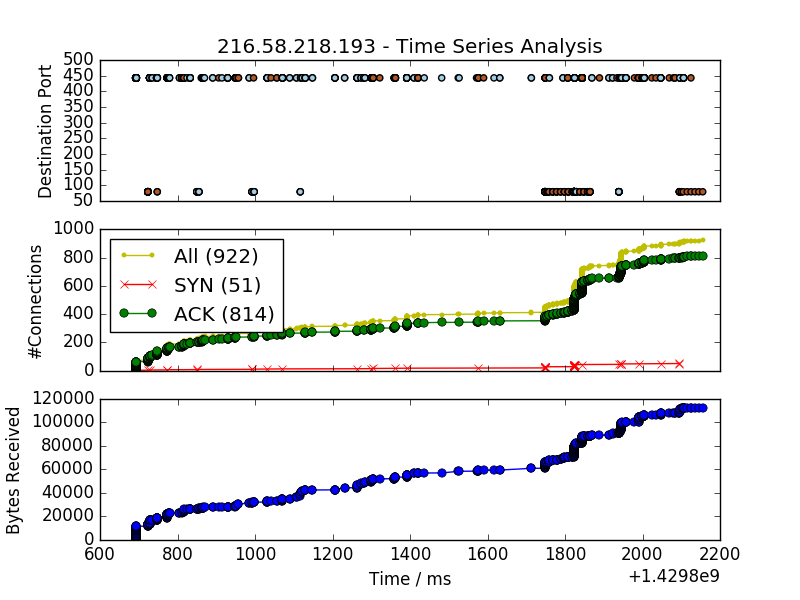 216.58.218.193 - Time Series Analysis
Destination Port
500
450
400
350
300
250
200
150
100
50
#Connections
1000
800
600
400
200
0
All (922)
SYN (51)
ACK (814)
Bytes Received
120000
100000
80000
60000
40000
20000
0
600 800 1000 1200 1400 1600 1800 2000 2200
Time / ms
+1.4298e9